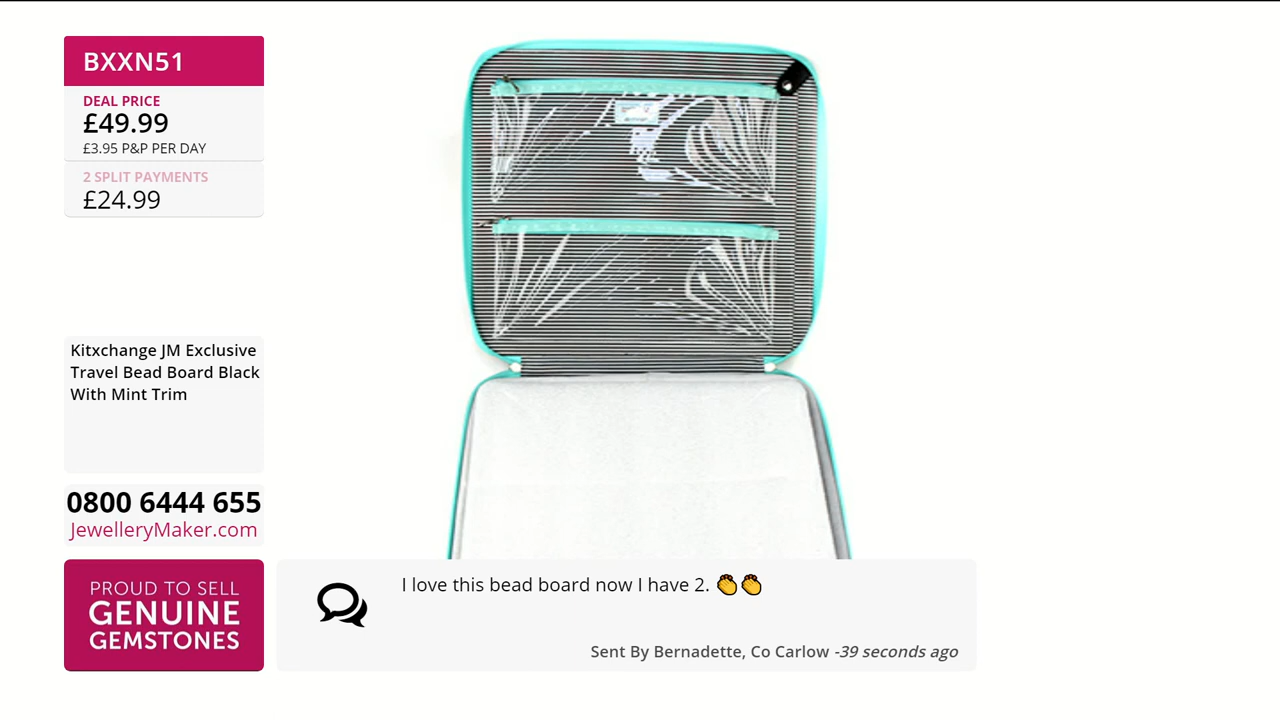 BXXN51
DEAL PRICE
£49.99
£3.95 P&P PER DAY
2 SPLIT PAYMENTS
£24.99
Kitxchange JM Exclusive
Travel Bead Board Black
With Mint Trim
0800 6444 655
JewelleryMaker.com
PROUD TO SELL
GENUINE
GEMSTONES
I love this bead board now I have 2. 👏👏
Sent By Bernadette, Co Carlow -39 seconds ago